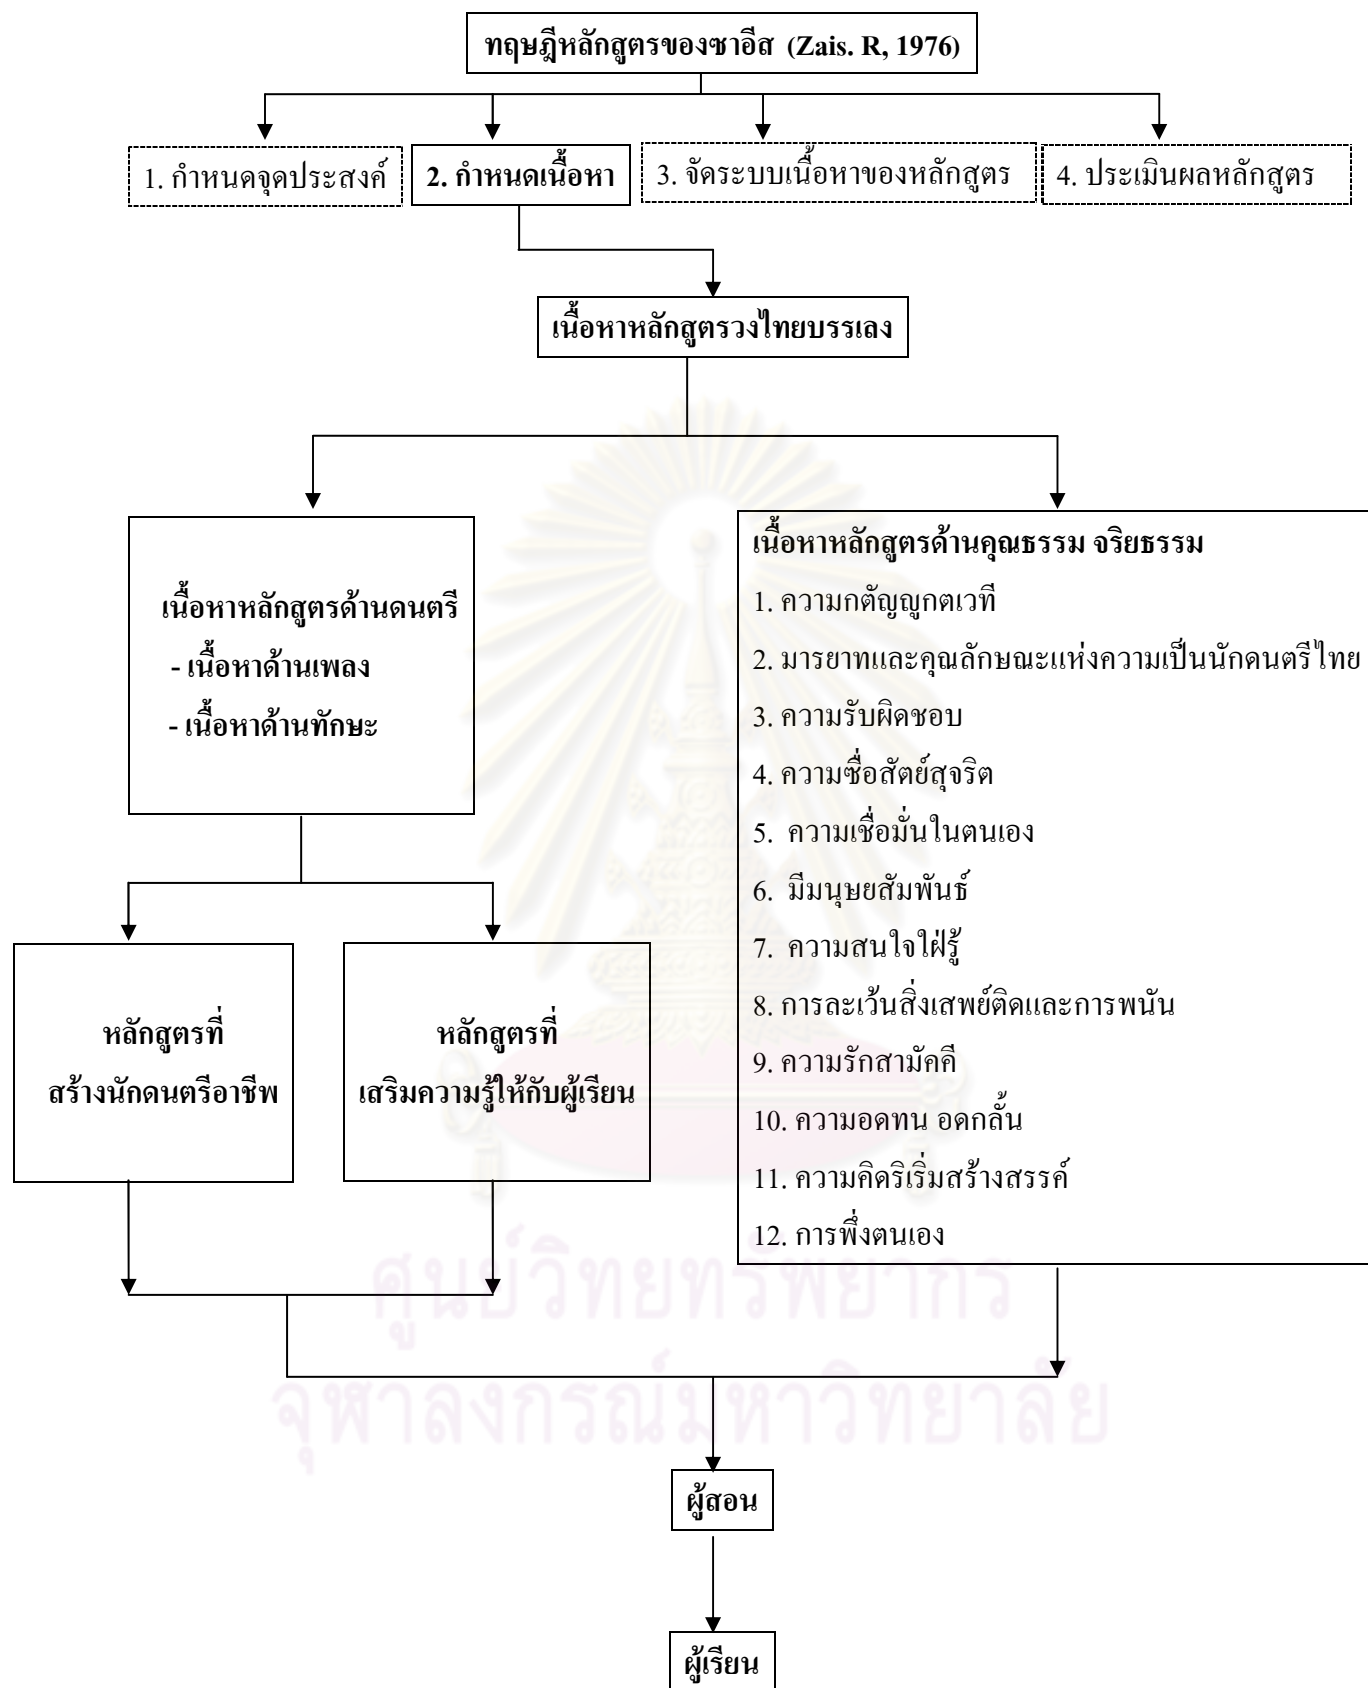 ทฤษฎีหลักสูตรของซาอีส (Zais. R, 1976)
1. กำหนดจุดประสงค์
2. กำหนดเนื้อหา
3. จัดระบบเนื้อหาของหลักสูตร
4. ประเมินผลหลักสูตร
เนื้อหาหลักสูตรวงไทยบรรเลง
เนื้อหาหลักสูตรด้านดนตรี
- เนื้อหาด้านเพลง
- เนื้อหาด้านทักษะ
เนื้อหาหลักสูตรด้านคุณธรรม จริยธรรม
1. ความกตัญญูกตเวที
2. มารยาทและคุณลักษณะแห่งความเป็นนักดนตรีไทย
3. ความรับผิดชอบ
4. ความซื่อสัตย์สุจริต
5. ความเชื่อมั่นในตนเอง
6. มีมนุษยสัมพันธ์
7. ความสนใจใฝ่รู้
8. การละเว้นสิ่งเสพย์ติดและการพนัน
9. ความรักสามัคคี
10. ความอดทน อดกลั้น
11. ความคิดริเริ่มสร้างสรรค์
12. การพึ่งตนเอง
หลักสูตรที่
สร้างนักดนตรีอาชีพ
หลักสูตรที่
เสริมความรู้ให้กับผู้เรียน
ศูนย์วิทยทรัพยากร
จุฬาลงกรณ์มหาวิทยาลัย
ผู้สอน
ผู้เรียน